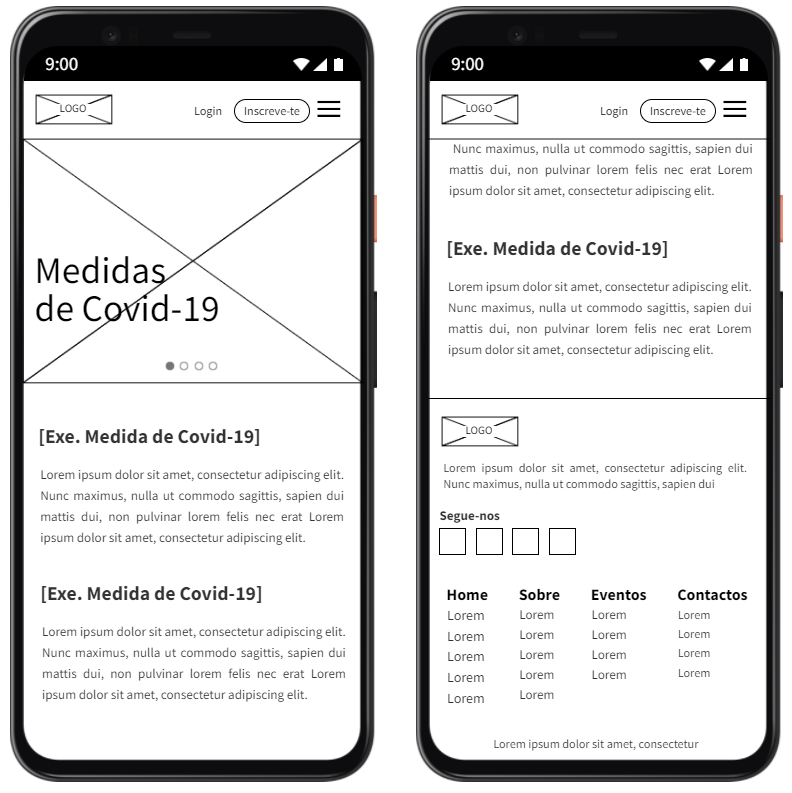 9:00
LOGO
Login
Inscreve-te
Medidas
de Covid-19
[Exe. Medida de Covid-19]
Lorem ipsum dolor sit amet, consectetur adipiscing elit.
Nunc maximus, nulla ut commodo sagittis, sapien dui
mattis dui, non pulvinar lorem felis nec erat Lorem
ipsum dolor sit amet, consectetur adipiscing elit.
[Exe. Medida de Covid-19]
Lorem ipsum dolor sit amet, consectetur adipiscing elit.
Nunc maximus, nulla ut commodo sagittis, sapien dui
mattis dui, non pulvinar lorem felis nec erat Lorem
ipsum dolor sit amet, consectetur adipiscing elit.
9:00
LOGO
Login
Inscreve-te
Nunc maximus, nulla ut commodo sagittis, sapien dui
mattis dui, non pulvinar lorem felis nec erat Lorem
ipsum dolor sit amet, consectetur adipiscing elit.
[Exe. Medida de Covid-19]
Lorem ipsum dolor sit amet, consectetur adipiscing elit.
Nunc maximus, nulla ut commodo sagittis, sapien dui
mattis dui, non pulvinar lorem felis nec erat Lorem
ipsum dolor sit amet, consectetur adipiscing elit.
LOGO
Lorem ipsum dolor sit amet, consectetur adipiscing elit.
Nunc maximus, nulla ut commodo sagittis, sapien dui
Segue-nos
Home
Lorem
Lorem
Lorem
Lorem
Lorem
Sobre
Lorem
Lorem
Lorem
Lorem
Lorem
Eventos
Lorem
Lorem
Lorem
Lorem
Contactos
Lorem
Lorem
Lorem
Lorem
Lorem ipsum dolor sit amet, consectetur